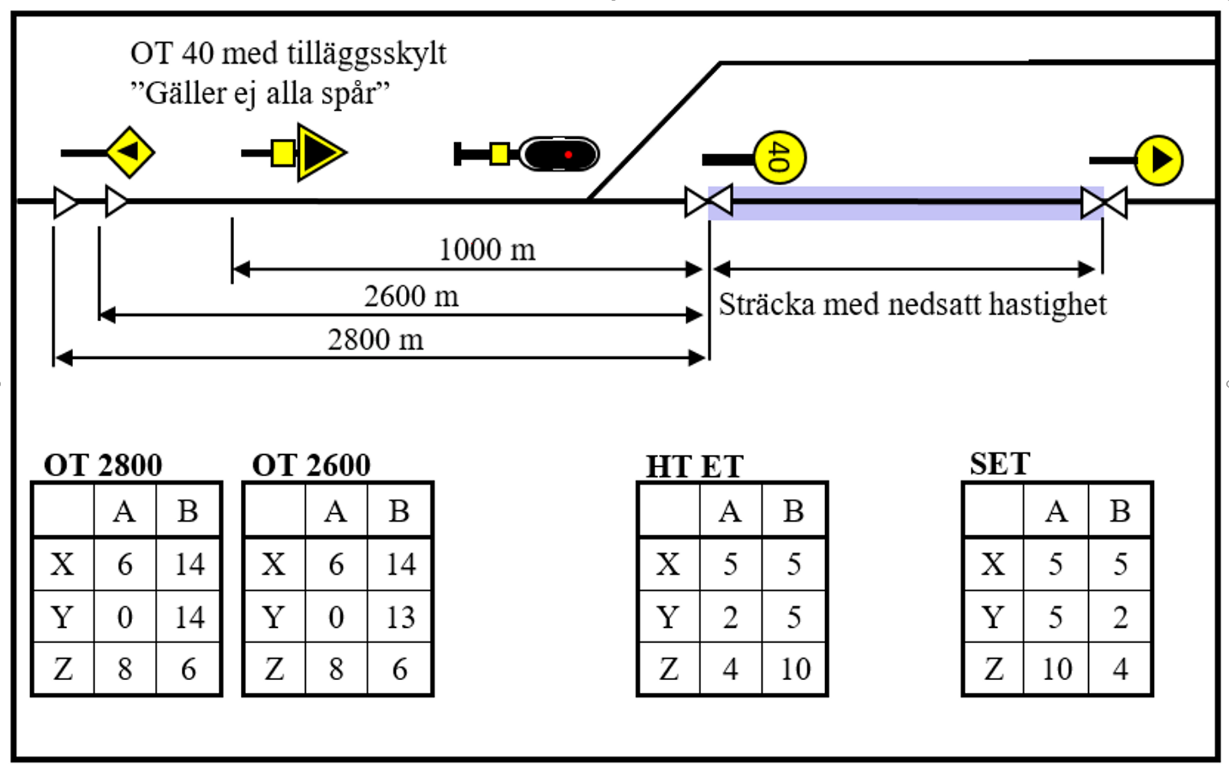 OT 40 med tilläggsskylt
”Gäller ej alla spår”
40
1000 m
2600 m
Sträcka med nedsatt hastighet
2800 m
OT 2800
A B
X 6 14
Y 0 14
Z 8 6
OT 2600
A B
X 6 14
Y 0 13
Z 8 6
HT ET
A B
X 5 5
Y 2 5
Z 4 10
SET
A B
X 5 5
Y 5 2
Z 10 4